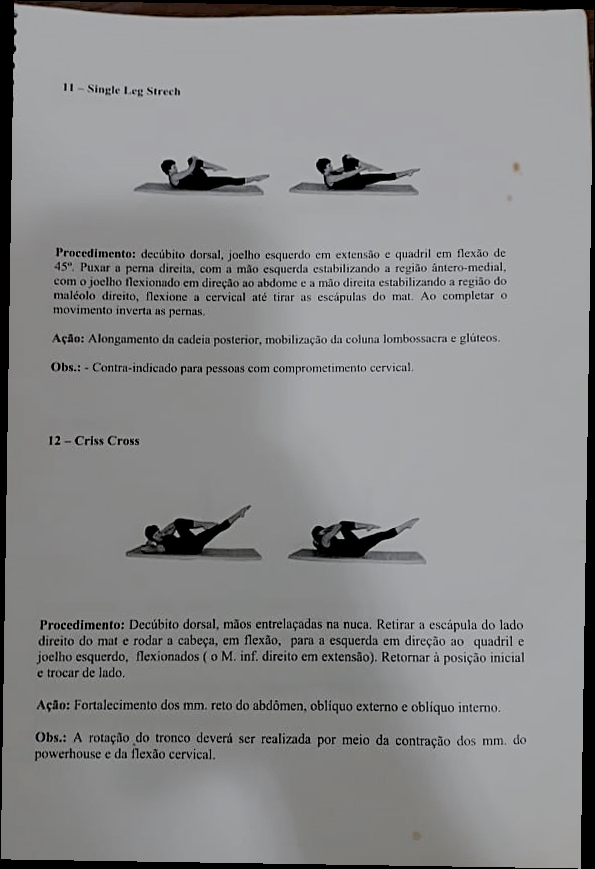 11 – Single Leg Strech
Procedimento: decúbito dorsal, joelho esquerdo em extensão e quadril em flexão de
45º. Puxar a perna direita, com a mão esquerda estabilizando a região ântero-medial,
com o joelho flexionado em direção ao abdome e a mão direita estabilizando a região do
maléolo direito, flexione a cervical até tirar as escápulas do mat. Ao completar o
movimento inverta as pernas.
Ação: Alongamento da cadeia posterior, mobilização da coluna lombossacra e glúteos.
Obs.: - Contra-indicado para pessoas com comprometimento cervical.
12 – Criss Cross
Procedimento: Decúbito dorsal, mãos entrelaçadas na nuca. Retirar a escápula do lado
direito do mat e rodar a cabeça, em flexão, para a esquerda em direção ao quadril e
joelho esquerdo, flexionados ( o M. inf. direito em extensão). Retornar à posição inicial
e trocar de lado.
Ação: Fortalecimento dos mm. reto do abdômen, oblíquo externo e oblíquo interno.
Obs.: A rotação do tronco deverá ser realizada por meio da contração dos mm. do
powerhouse e da flexão cervical.